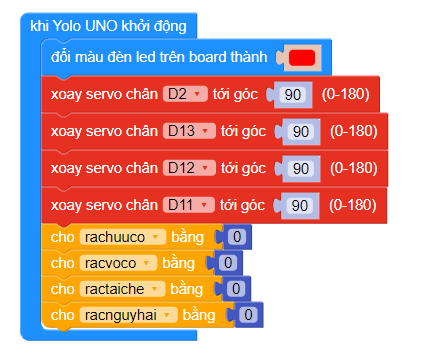 khi Yolo UNO khởi động
đổi màu đèn led trên board thành
xoay servo chân D2 tới góc 90 (0-180)
xoay servo chân D13 tới góc 90 (0-180)
xoay servo chân D12 tới góc 90 (0-180)
xoay servo chân D11 tới góc 90 (0-180)
cho rachuuco bằng 0
cho racvoco bằng 0
cho ractaiche bằng 0
cho racnguyhai bằng 0